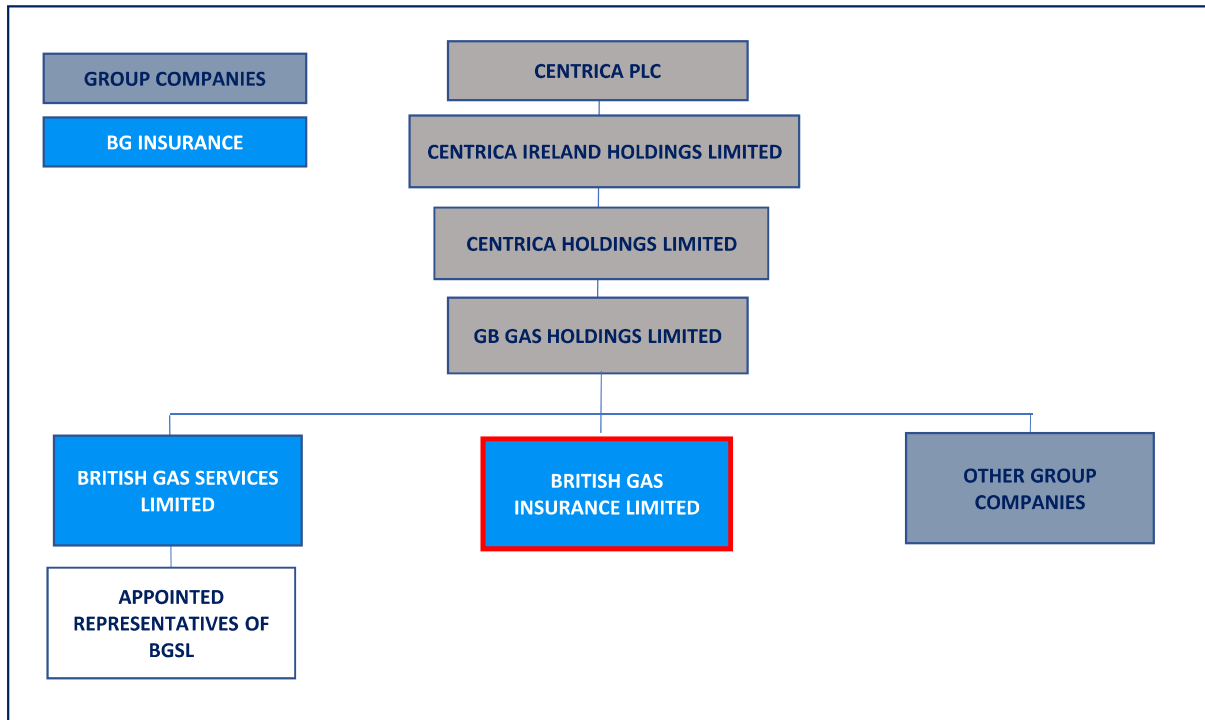 GROUP COMPANIES
BG INSURANCE
CENTRICA PLC
CENTRICA IRELAND HOLDINGS LIMITED
CENTRICA HOLDINGS LIMITED
GB GAS HOLDINGS LIMITED
BRITISH GAS SERVICES
LIMITED
BRITISH GAS
INSURANCE LIMITED
OTHER GROUP
COMPANIES
APPOINTED
REPRESENTATIVES OF
BGSL